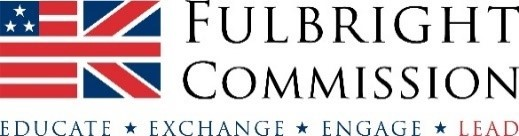 FULBRIGHT
COMMISSION
EDUCATE ★ EXCHANGE ★ ENGAGE ★ LEAD